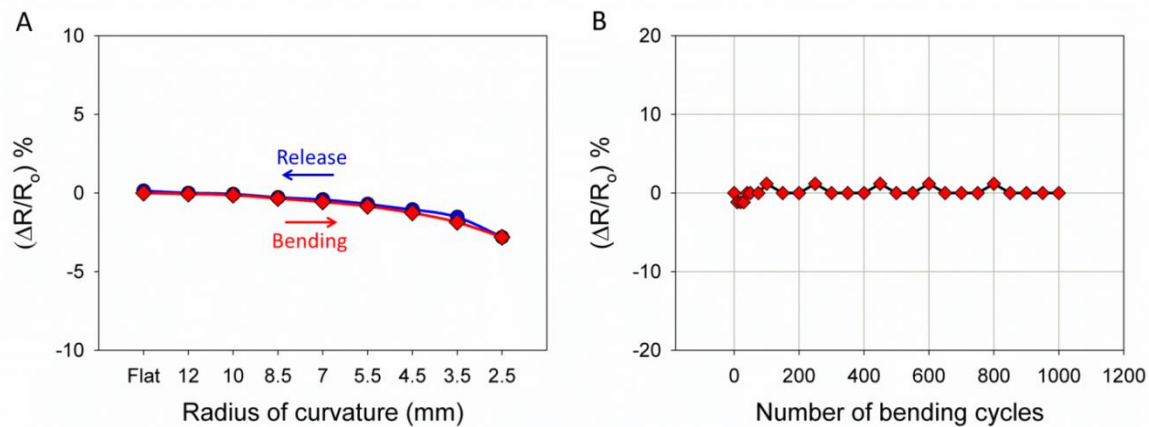 A
(ΔR/Ro) %
10
5
0
-5
-10
Release
Bending
Flat 12 10 8.5 7 5.5 4.5 3.5 2.5
Radius of curvature (mm)
B
(ΔR/Ro) %
20
10
0
-10
-20
0 200 400 600 800 1000 1200
Number of bending cycles